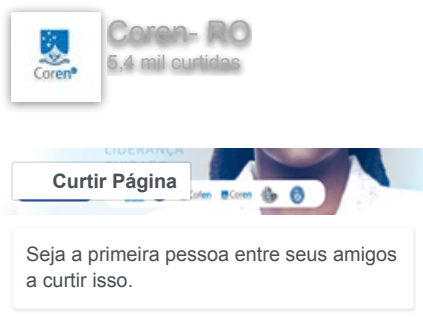 Coren- RO
5,4 mil curtidas
Coren
LIDERANÇA
Curtir Página
Cofen
Coren
Seja a primeira pessoa entre seus amigos
a curtir isso.